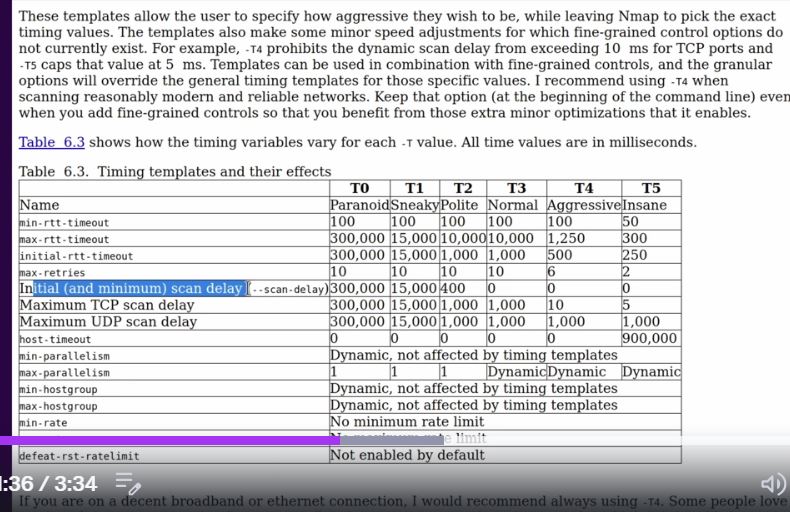 These templates allow the user to specify how aggressive they wish to be, while leaving Nmap to pick the exact
timing values. The templates also make some minor speed adjustments for which fine-grained control options do
not currently exist. For example, -T4 prohibits the dynamic scan delay from exceeding 10 ms for TCP ports and
-T5 caps that value at 5 ms. Templates can be used in combination with fine-grained controls, and the granular
options will override the general timing templates for those specific values. I recommend using -T4 when
scanning reasonably modern and reliable networks. Keep that option (at the beginning of the command line) even
when you add fine-grained controls so that you benefit from those extra minor optimizations that it enables.
Table 6.3 shows how the timing variables vary for each -T value. All time values are in milliseconds.
Table 6.3. Timing templates and their effects
T0 T1 T2 T3 T4 T5
Name Paranoid Sneaky Polite Normal Aggressive Insane
min-rtt-timeout 100 100 100 100 100 50
max-rtt-timeout 300,000 15,000 10,000 10,000 1,250 300
initial-rtt-timeout 300,000 15,000 1,000 1,000 500 250
max-retries 10 10 10 10 6 2
Initial (and minimum) scan delay (--scan-delay) 300,000 15,000 400 0 0 0
Maximum TCP scan delay 300,000 15,000 1,000 1,000 10 5
Maximum UDP scan delay 300,000 15,000 1,000 1,000 1,000 1,000
host-timeout 0 0 0 0 0 900,000
min-parallelism Dynamic, not affected by timing templates
max-parallelism 1 1 1 Dynamic Dynamic Dynamic
min-hostgroup Dynamic, not affected by timing templates
max-hostgroup Dynamic, not affected by timing templates
min-rate No minimum rate limit
No maximum rate limit
defeat-rst-ratelimit Not enabled by default
1:36 / 3:34
If you are on a decent broadband or ethernet connection, I would recommend always using -T4. Some people love